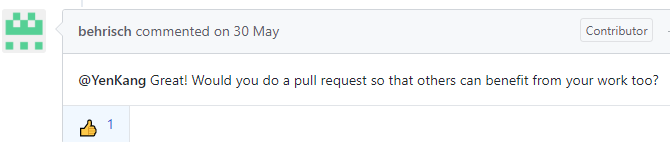 behrisch commented on 30 May
Contributor
@YenKang Great! Would you do a pull request so that others can benefit from your work too?
1